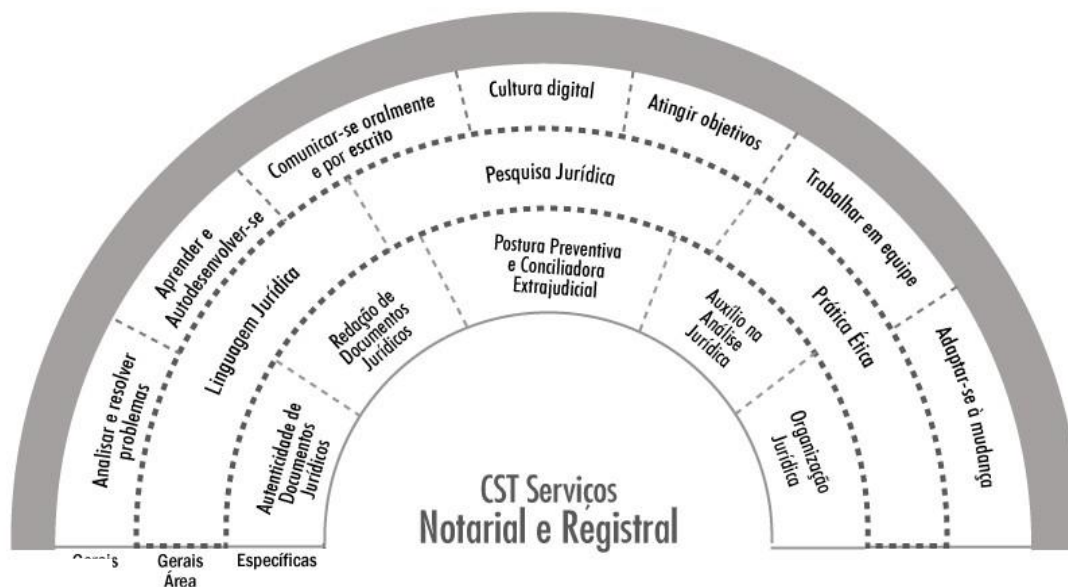 Analisar e resolver
problemas
Aprender e
Autodesenvolver-se
Comunicar-se oralmente
e por escrito
Cultura digital
Atingir objetivos
Trabalhar em equipe
Adaptar-se à mudança
Linguagem Jurídica
Pesquisa Jurídica
Prática Ética
Autenticidade de
Documentos
Jurídicos
Redação de
Documentos
Jurídicos
Postura Preventiva
e Conciliadora
Extrajudicial
Auxílio na
Análise
Jurídica
Organização
Jurídica
CST Serviços
Notarial e Registral
Gerais
Gerais
Área
Específicas